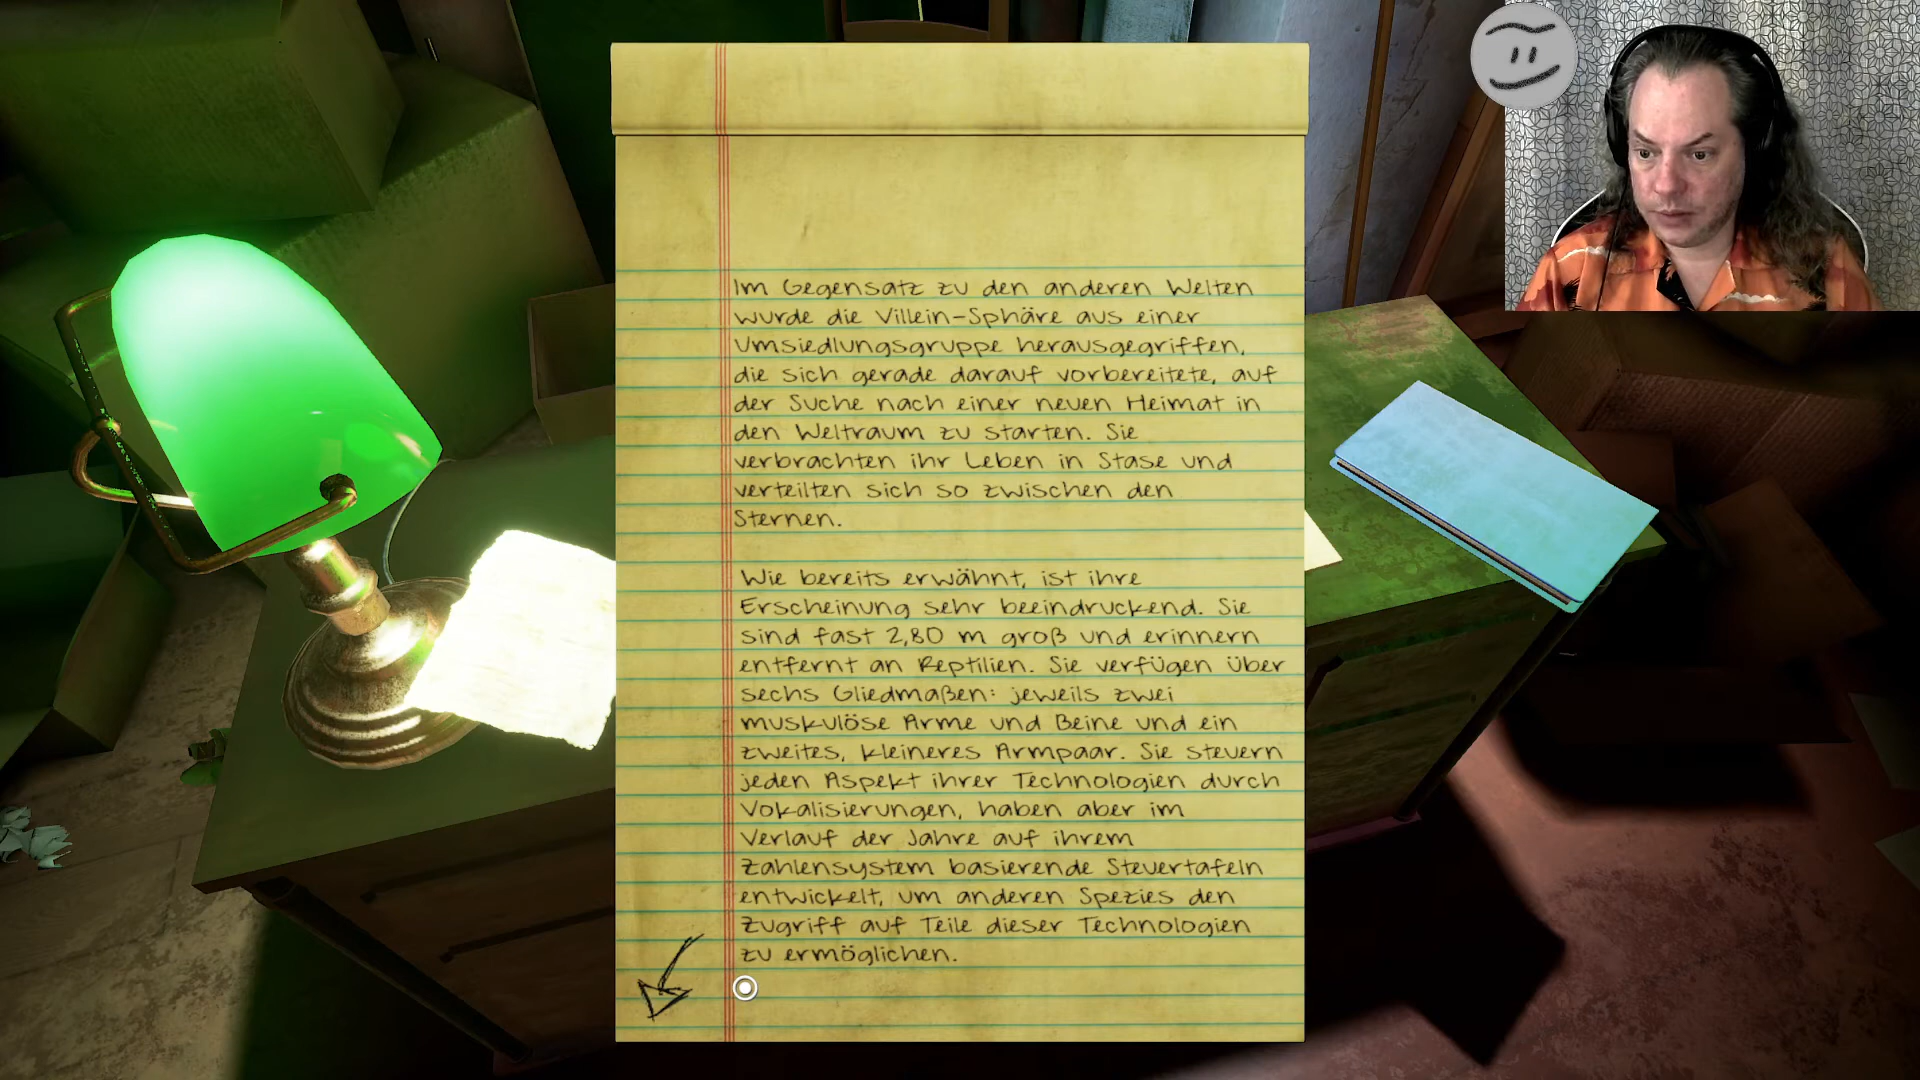 Im Gegensatz zu den anderen Welten
wurde die Villein-Sphäre aus einer
Umsiedlungsgruppe herausgegriffen,
die sich gerade darauf vorbereitete, auf
der Suche nach einer neuen Heimat in
den Weltraum zu starten. Sie
verbrachten ihr Leben in Stase und
verteilten sich so zwischen den
Sternen.
Wie bereits erwähnt, ist ihre
Erscheinung sehr beeindruckend. Sie
sind fast 2,80 m groß und erinnern
entfernt an Reptilien. Sie verfügen über
sechs Gliedmaßen: jeweils zwei
muskulöse Arme und Beine und ein
zweites, kleineres Armpaar. Sie steuern
jeden Aspekt ihrer Technologien durch
Vokalisierungen, haben aber im
Verlauf der Jahre auf ihrem
Zahlensystem basierende Steuertafeln
entwickelt, um anderen Spezies den
Zugriff auf Teile dieser Technologien
zu ermöglichen.